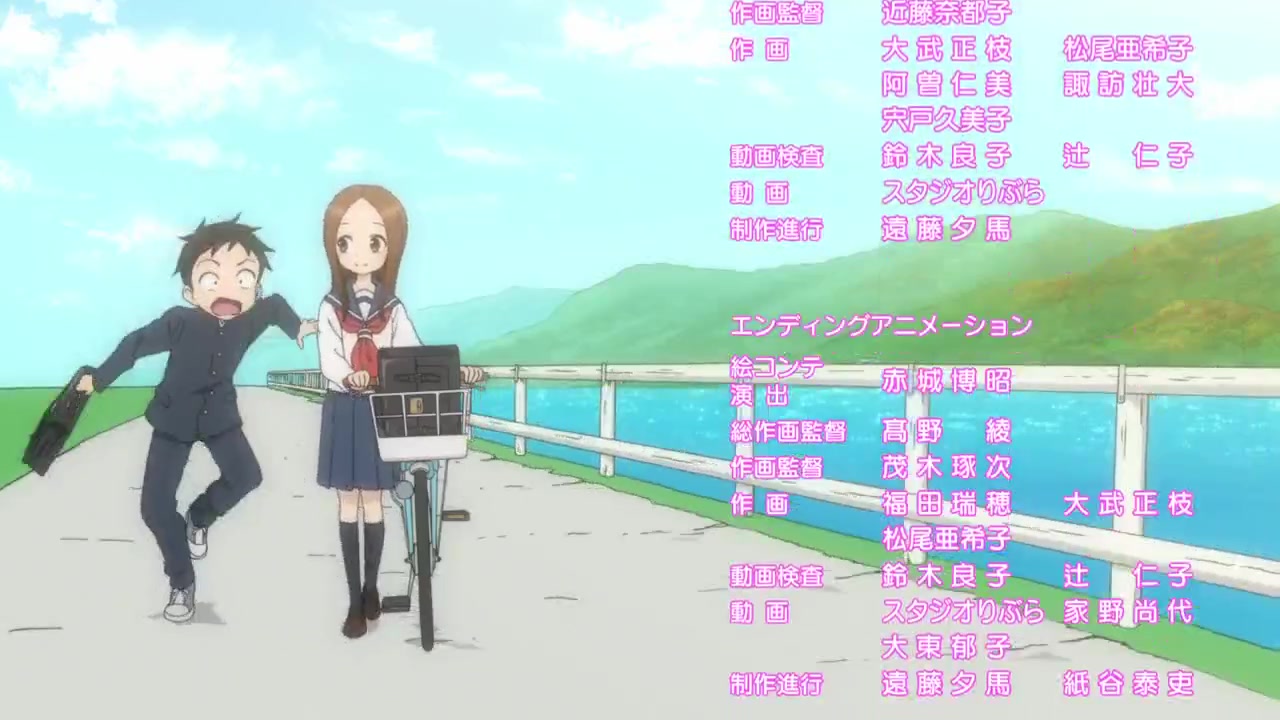 作画監督 近藤奈都子
作画 大武正枝 松尾亜希子
阿曽仁美 諏訪壮大
宍戸久美子
動画検査 鈴木良子 辻仁子
動画 スタジオりぶら
制作進行 遠藤夕馬
エンディングアニメーション
絵コンテ
演出 赤城博昭
総作画監督 髙野綾
作画監督 茂木琢次
作画 福田瑞穂 大武正枝
松尾亜希子
動画検査 鈴木良子 辻仁子
動画 スタジオりぶら 家野尚代
大東郁子
制作進行 遠藤夕馬 紙谷泰吏